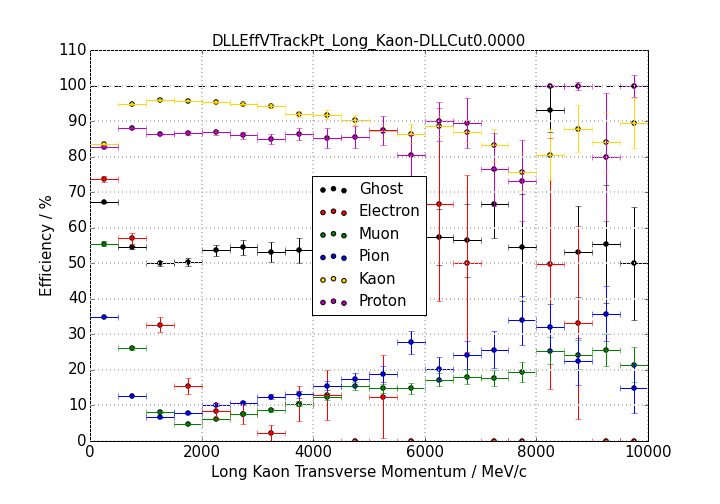 DLLEffVTrackPt_Long_Kaon-DLLCut0.0000
110
100
90
80
70
60
50
40
30
20
10
0
Efficiency / %
Ghost
Electron
Muon
Pion
Kaon
Proton
0 2000 4000 6000 8000 10000
Long Kaon Transverse Momentum / MeV/c